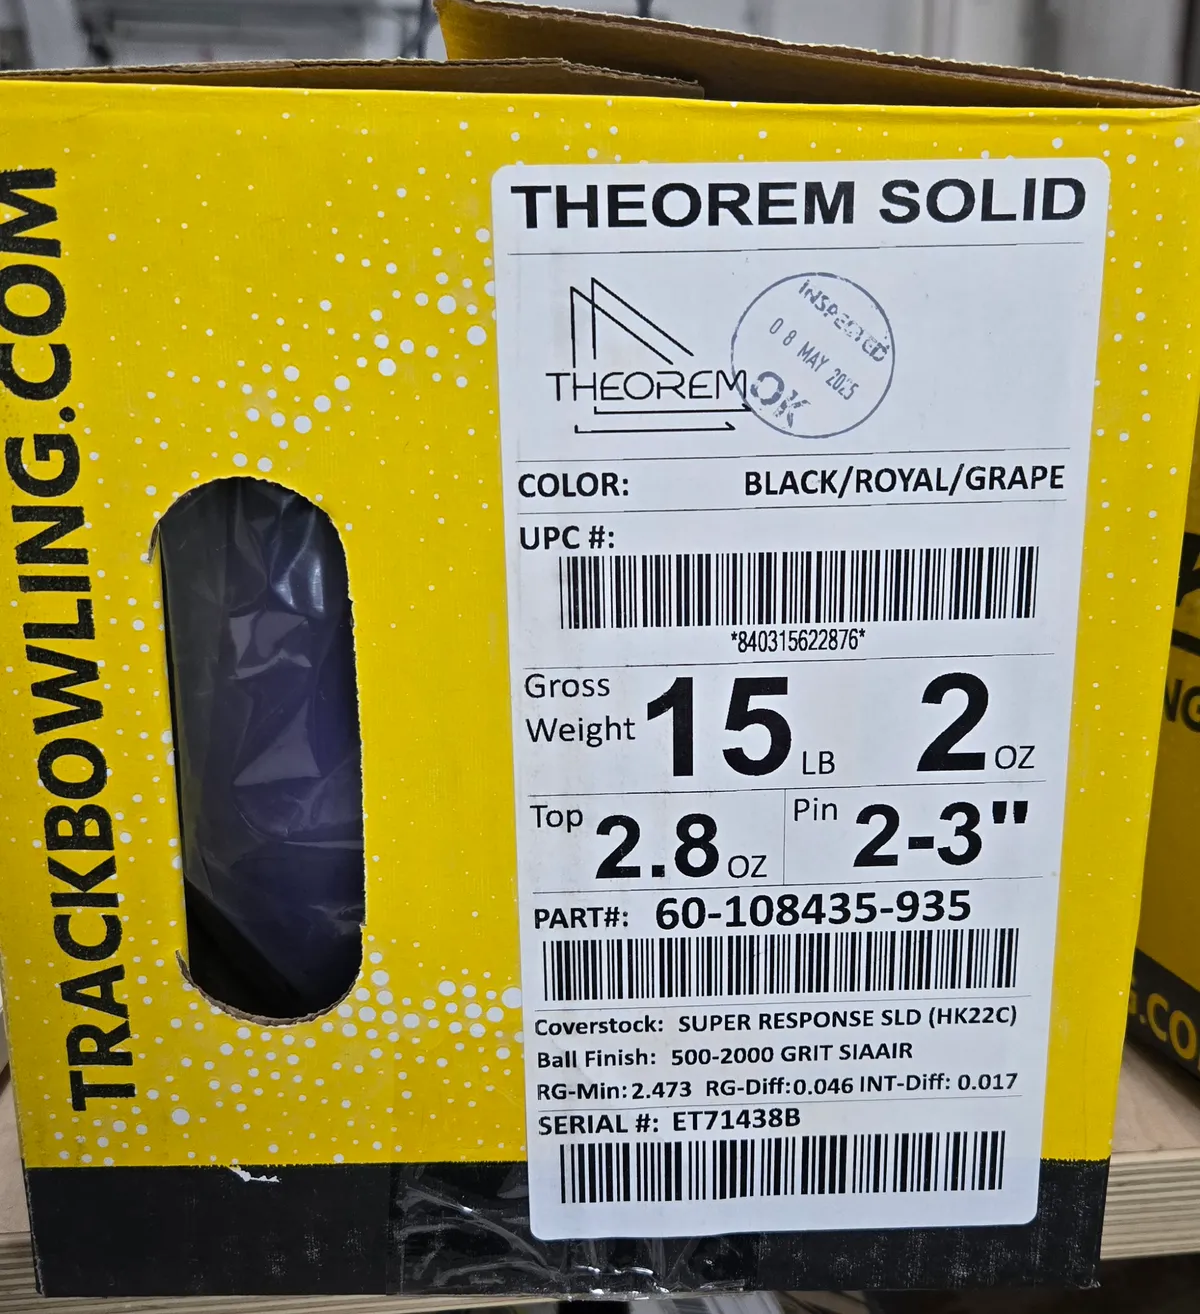 TRACKBOWLING.COM
THEOREM SOLID
THEOREM
INSPECTED
08 MAY 2025
OK
COLOR: BLACK/ROYAL/GRAPE
UPC #:
*840315622876*
Gross Weight 15 LB 2 OZ
Top 2.8 OZ Pin 2-3"
PART#: 60-108435-935
Coverstock: SUPER RESPONSE SLD (HK22C)
Ball Finish: 500-2000 GRIT SIAAIR
RG-Min: 2.473 RG-Diff: 0.046 INT-Diff: 0.017
SERIAL #: ET71438B
NG
.CO